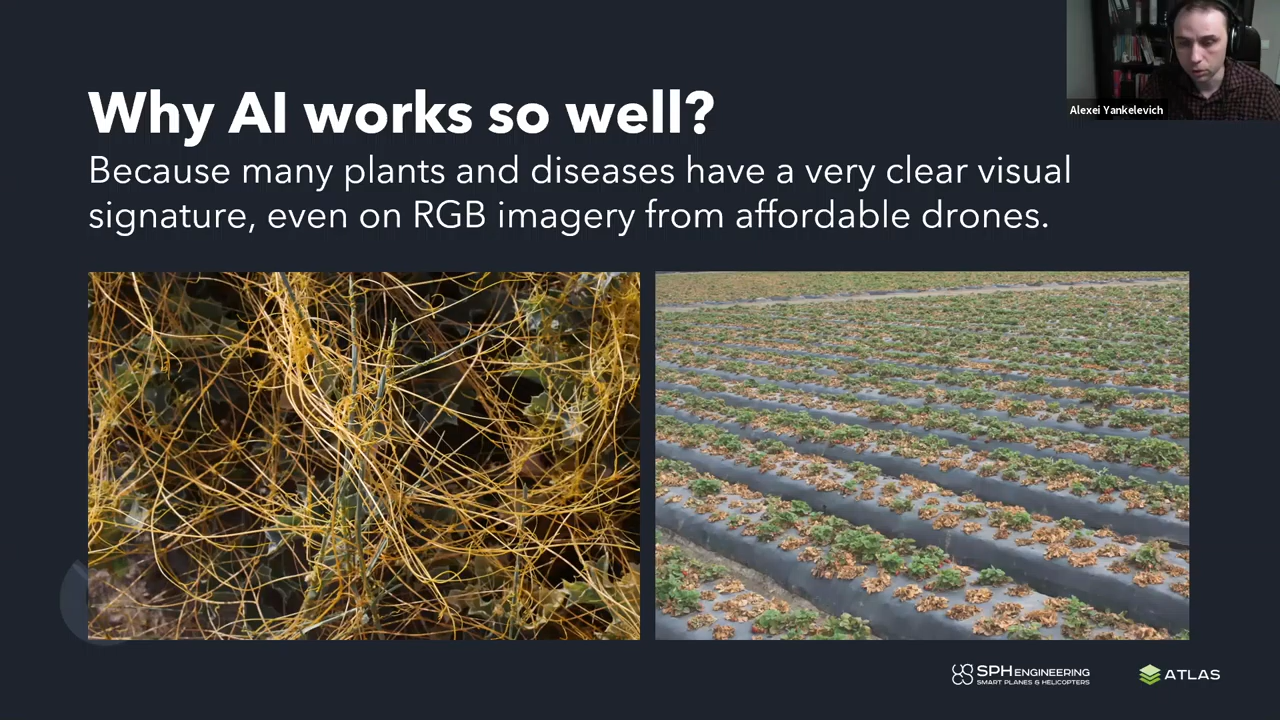 Alexei Yankelevich
Why AI works so well?
Because many plants and diseases have a very clear visual
signature, even on RGB imagery from affordable drones.
SPH ENGINEERING
SMART PLANES & HELICOPTERS
ATLAS